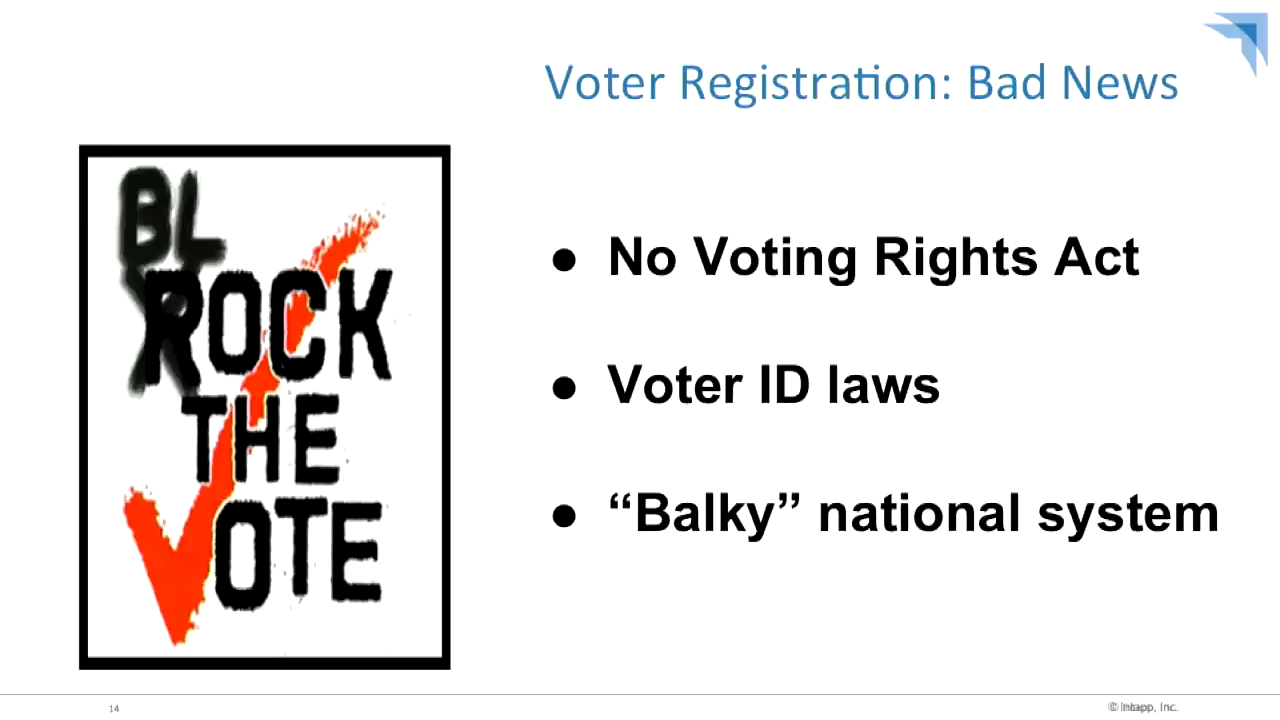 Voter Registration: Bad News
BL
ROCK
THE
VOTE
● No Voting Rights Act
● Voter ID laws
● “Balky” national system
14
© Intapp, Inc.